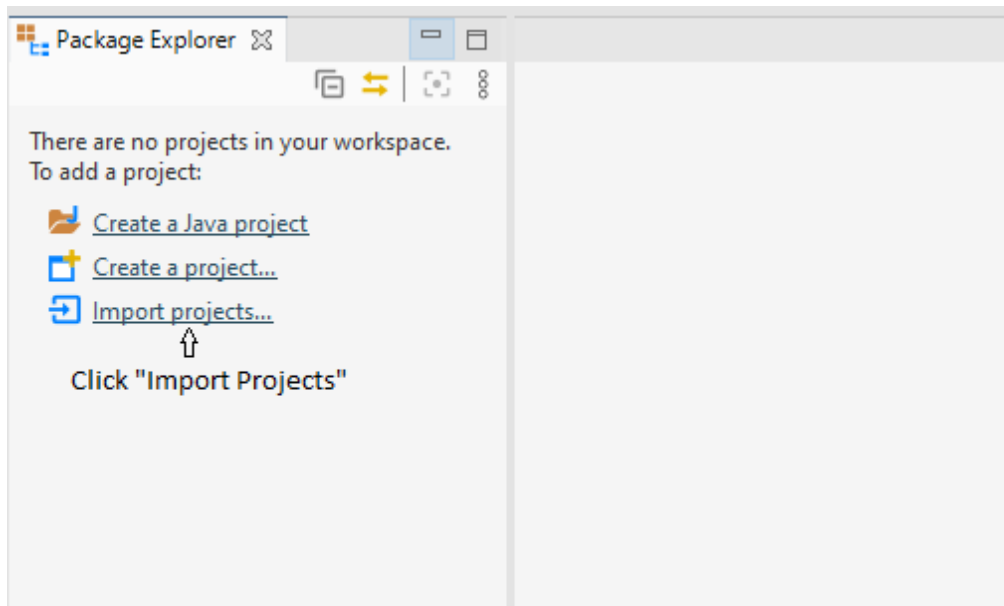 Package Explorer
There are no projects in your workspace.
To add a project:
Create a Java project
Create a project...
Import projects...
Click "Import Projects"